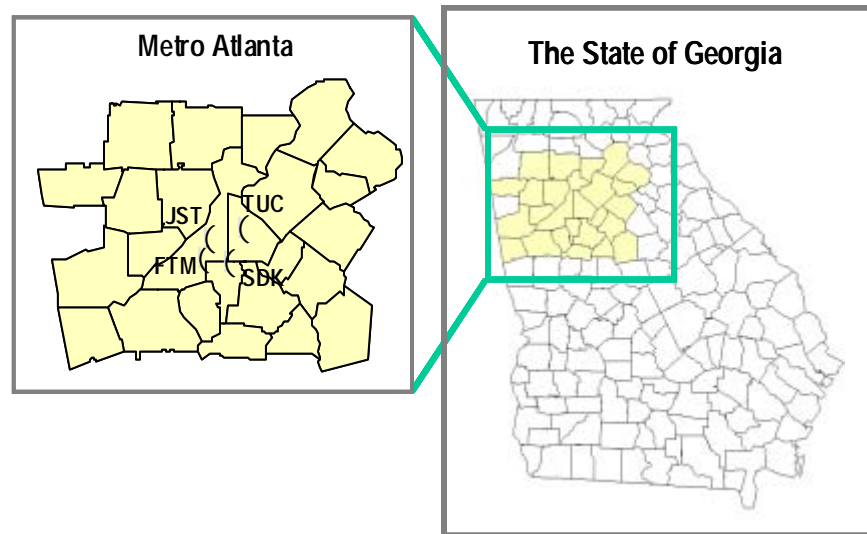 Metro Atlanta
The State of Georgia
JST
TUC
FTM
SDK